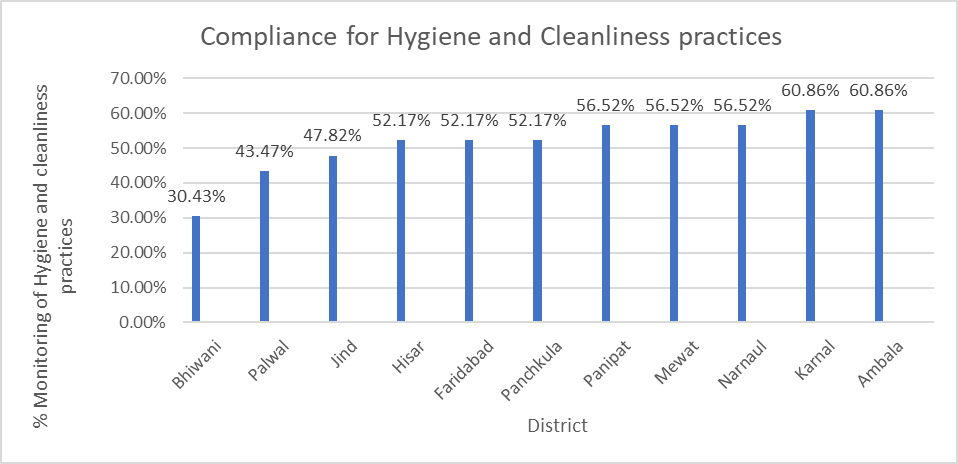 Compliance for Hygiene and Cleanliness practices
% Monitoring of Hygiene and cleanliness
practices
70.00%
60.00%
50.00%
40.00%
30.00%
20.00%
10.00%
0.00%
30.43%
43.47%
47.82%
52.17%
52.17%
52.17%
56.52%
56.52%
56.52%
60.86%
60.86%
Bhiwani
Palwal
Jind
Hisar
Faridabad
Panchkula
Panipat
Mewat
Narnaul
Karnal
Ambala
District